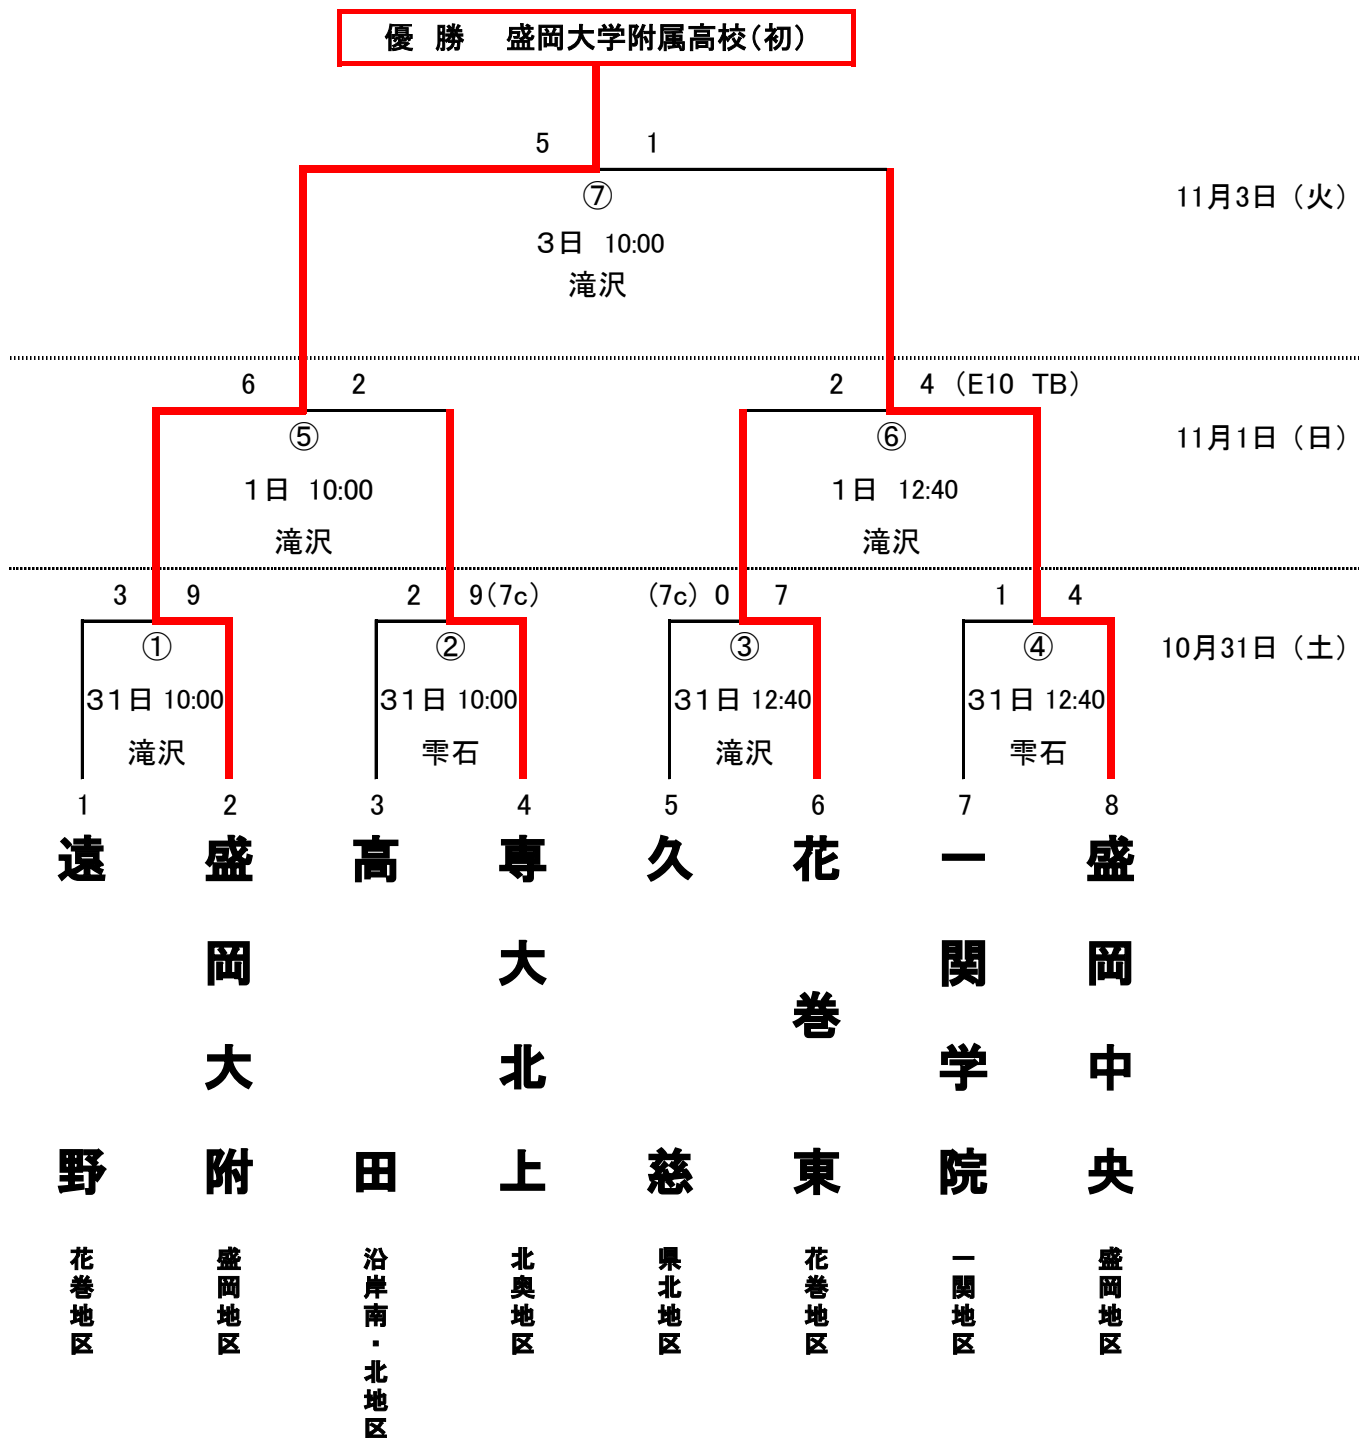 優 勝 盛岡大学附属高校(初)
5 1
⑦
11月3日（火）
3日 10:00
滝沢
6 2 2 4 (E10 TB)
⑤ ⑥
11月1日（日）
1日 10:00 1日 12:40
滝沢 滝沢
3 9 2 9(7c) (7c) 0 7 1 4
① ② ③ ④
10月31日（土）
31日 10:00 31日 10:00 31日 12:40 31日 12:40
滝沢 雫石 滝沢 雫石
1 2 3 4 5 6 7 8
遠野
盛岡大附
高田
専大北上
久慈
花巻東
一関学院
盛岡中央
花巻地区
盛岡地区
沿岸南・北地区
北奥地区
県北地区
花巻地区
一関地区
盛岡地区